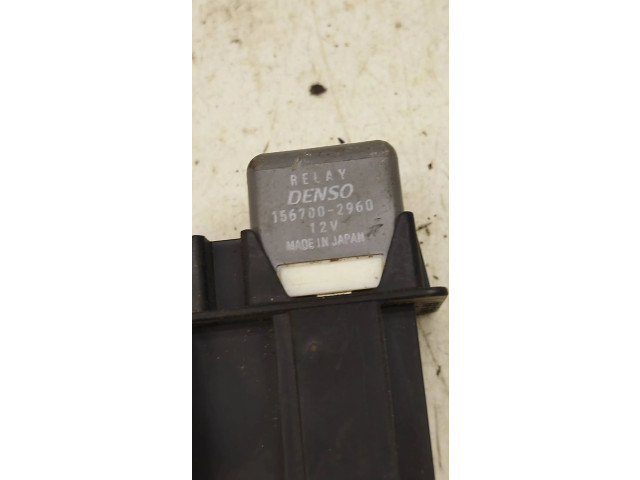 RELAY
DENSO
156700-2960
12V
MADE IN JAPAN